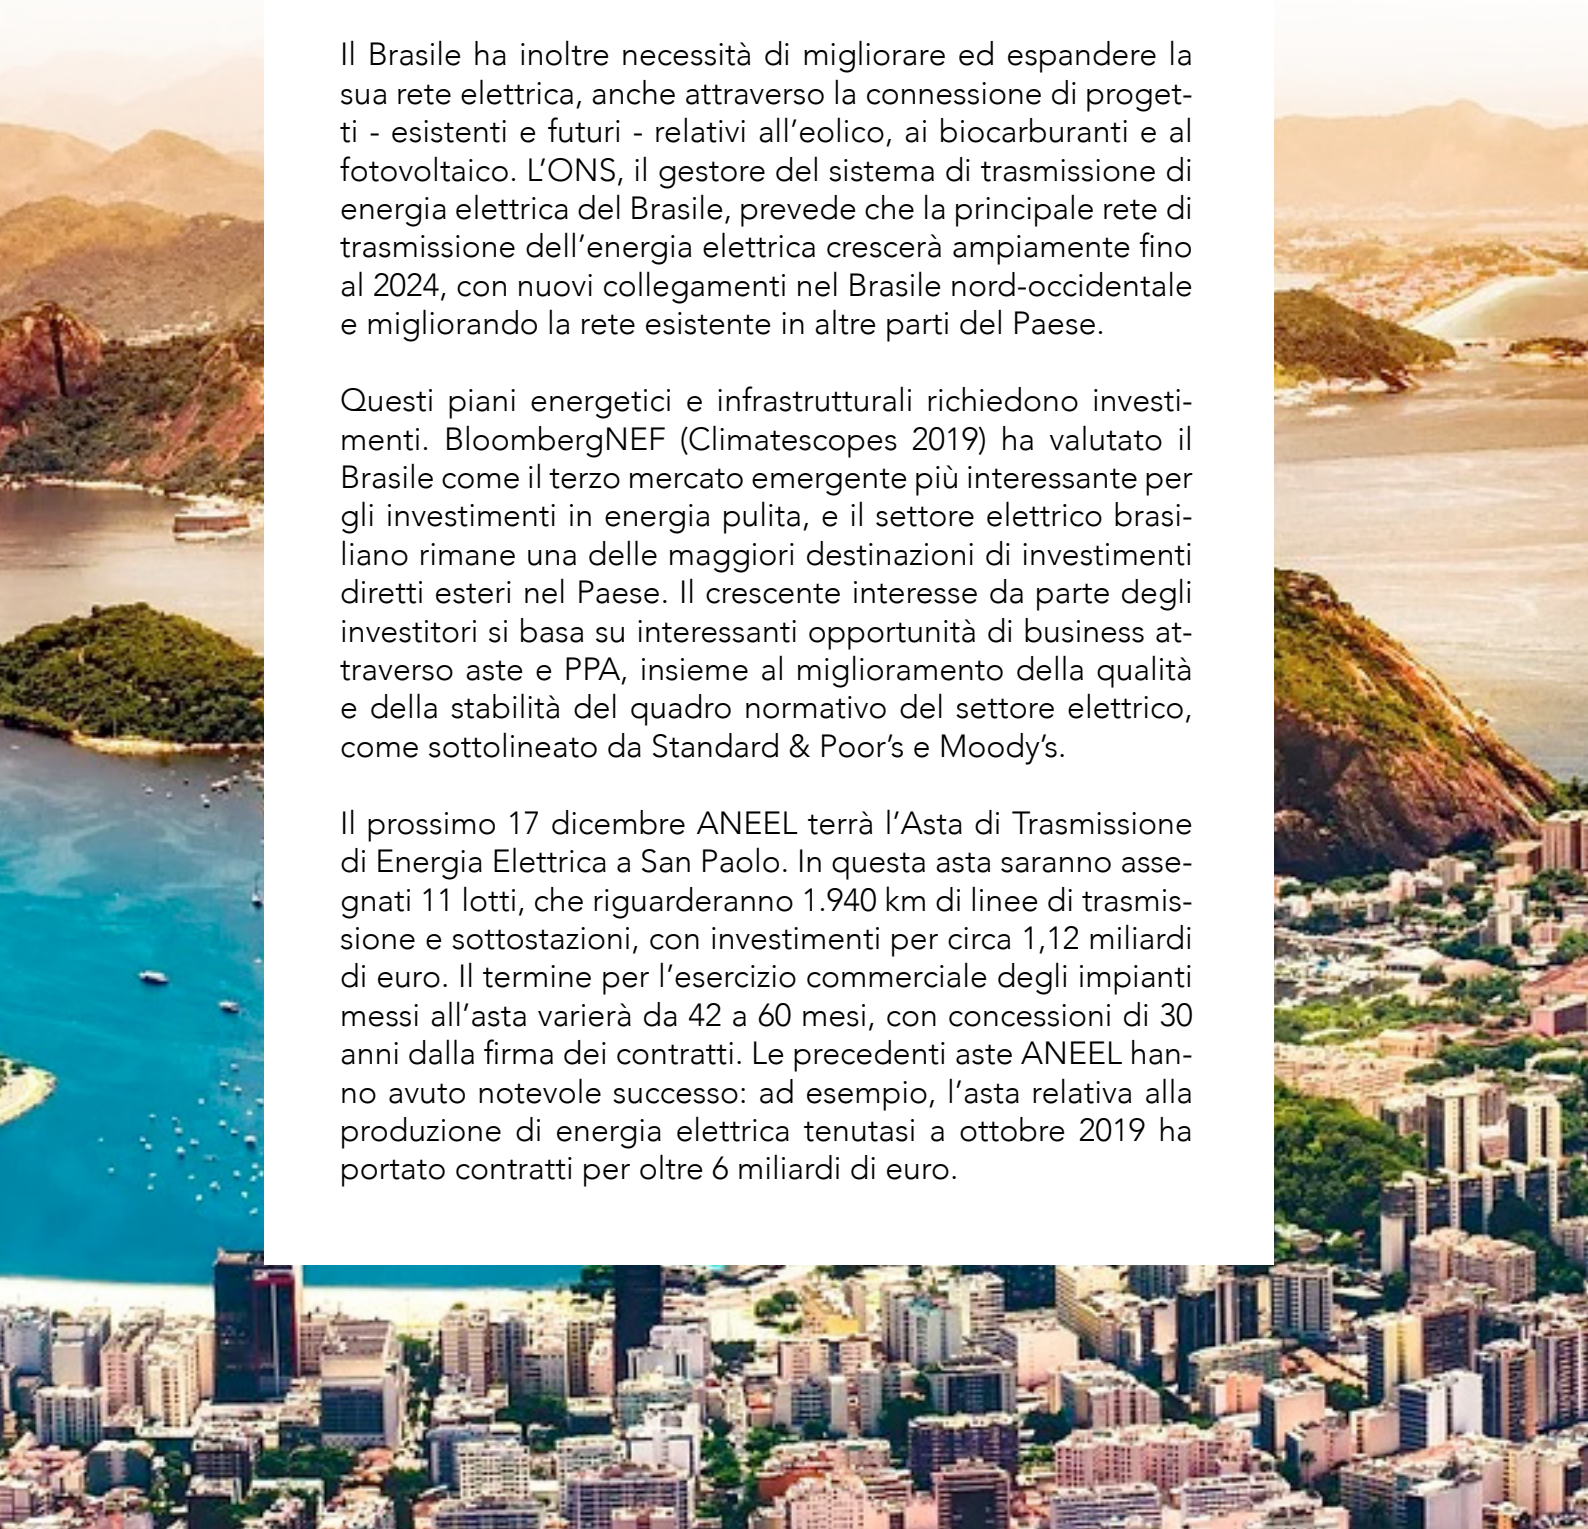 Il Brasile ha inoltre necessità di migliorare ed espandere la
sua rete elettrica, anche attraverso la connessione di proget-
ti - esistenti e futuri - relativi all’eolico, ai biocarburanti e al
fotovoltaico. L’ONS, il gestore del sistema di trasmissione di
energia elettrica del Brasile, prevede che la principale rete di
trasmissione dell’energia elettrica crescerà ampiamente fino
al 2024, con nuovi collegamenti nel Brasile nord-occidentale
e migliorando la rete esistente in altre parti del Paese.
Questi piani energetici e infrastrutturali richiedono investi-
menti. BloombergNEF (Climatescopes 2019) ha valutato il
Brasile come il terzo mercato emergente più interessante per
gli investimenti in energia pulita, e il settore elettrico brasi-
liano rimane una delle maggiori destinazioni di investimenti
diretti esteri nel Paese. Il crescente interesse da parte degli
investitori si basa su interessanti opportunità di business at-
traverso aste e PPA, insieme al miglioramento della qualità
e della stabilità del quadro normativo del settore elettrico,
come sottolineato da Standard & Poor’s e Moody’s.
Il prossimo 17 dicembre ANEEL terrà l’Asta di Trasmissione
di Energia Elettrica a San Paolo. In questa asta saranno asse-
gnati 11 lotti, che riguarderanno 1.940 km di linee di trasmis-
sione e sottostazioni, con investimenti per circa 1,12 miliardi
di euro. Il termine per l’esercizio commerciale degli impianti
messi all’asta varierà da 42 a 60 mesi, con concessioni di 30
anni dalla firma dei contratti. Le precedenti aste ANEEL han-
no avuto notevole successo: ad esempio, l’asta relativa alla
produzione di energia elettrica tenutasi a ottobre 2019 ha
portato contratti per oltre 6 miliardi di euro.